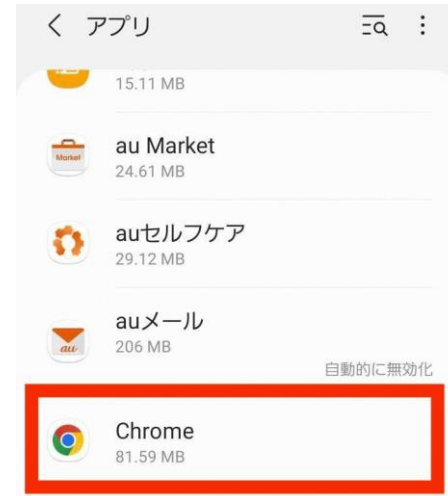 アプリ
15.11 MB
Market
au Market
24.61 MB
auセルフケア
29.12 MB
au
auメール
206 MB
自動的に無効化
Chrome
81.59 MB